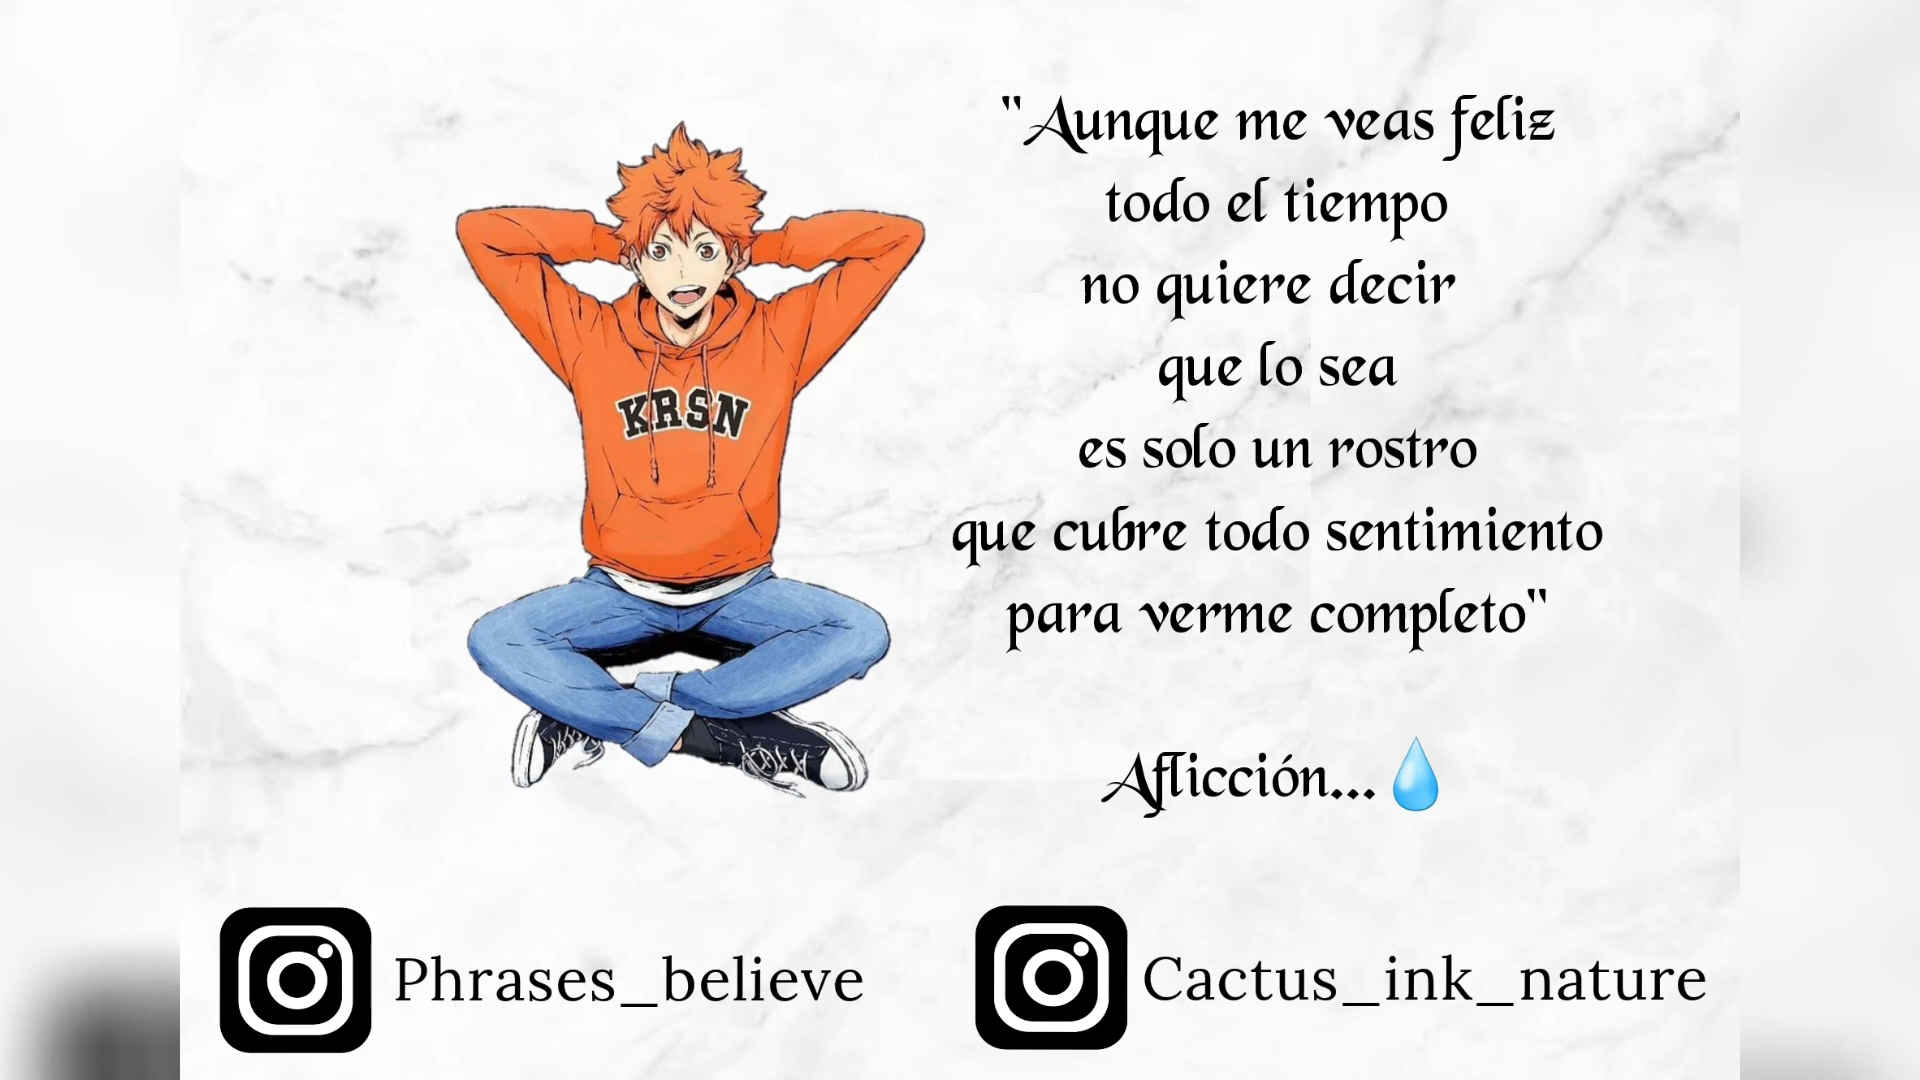 KRSN
"Aunque me veas feliz
todo el tiempo
no quiere decir
que lo sea
es solo un rostro
que cubre todo sentimiento
para verme completo"
Aflicción...💧
Phrases_believe
Cactus_ink_nature